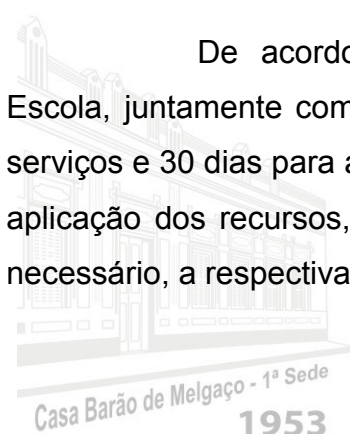 De acordo
Escola, juntamente com
serviços e 30 dias para a
aplicação dos recursos,
necessário, a respectiva
Casa Barão de Melgaço - 1ª Sede
1953